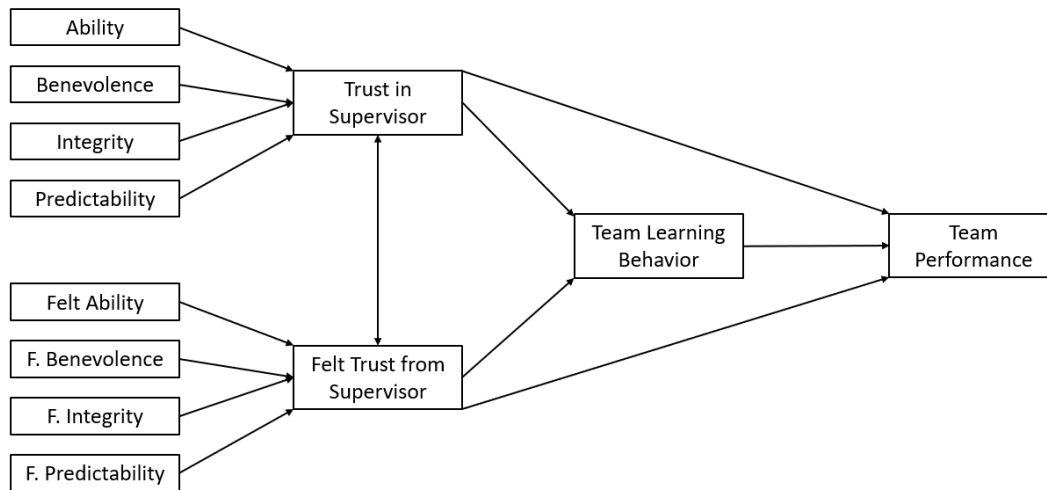 Ability
Benevolence
Integrity
Predictability
Trust in
Supervisor
Team Learning
Behavior
Team
Performance
Felt Ability
F. Benevolence
F. Integrity
F. Predictability
Felt Trust from
Supervisor